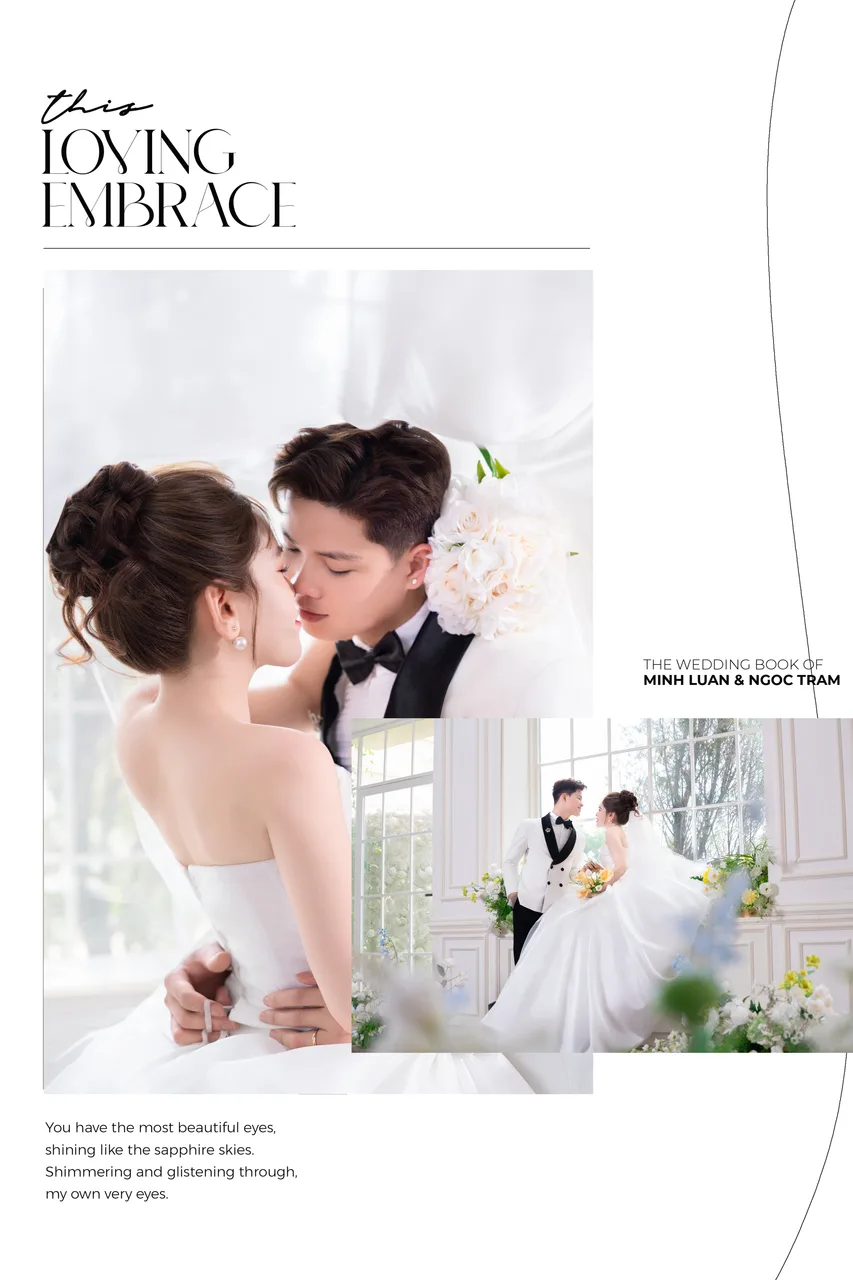 this
LOVING
EMBRACE
THE WEDDING BOOK OF
MINH LUAN & NGOC TRAM
You have the most beautiful eyes,
shining like the sapphire skies.
Shimmering and glistening through,
my own very eyes.